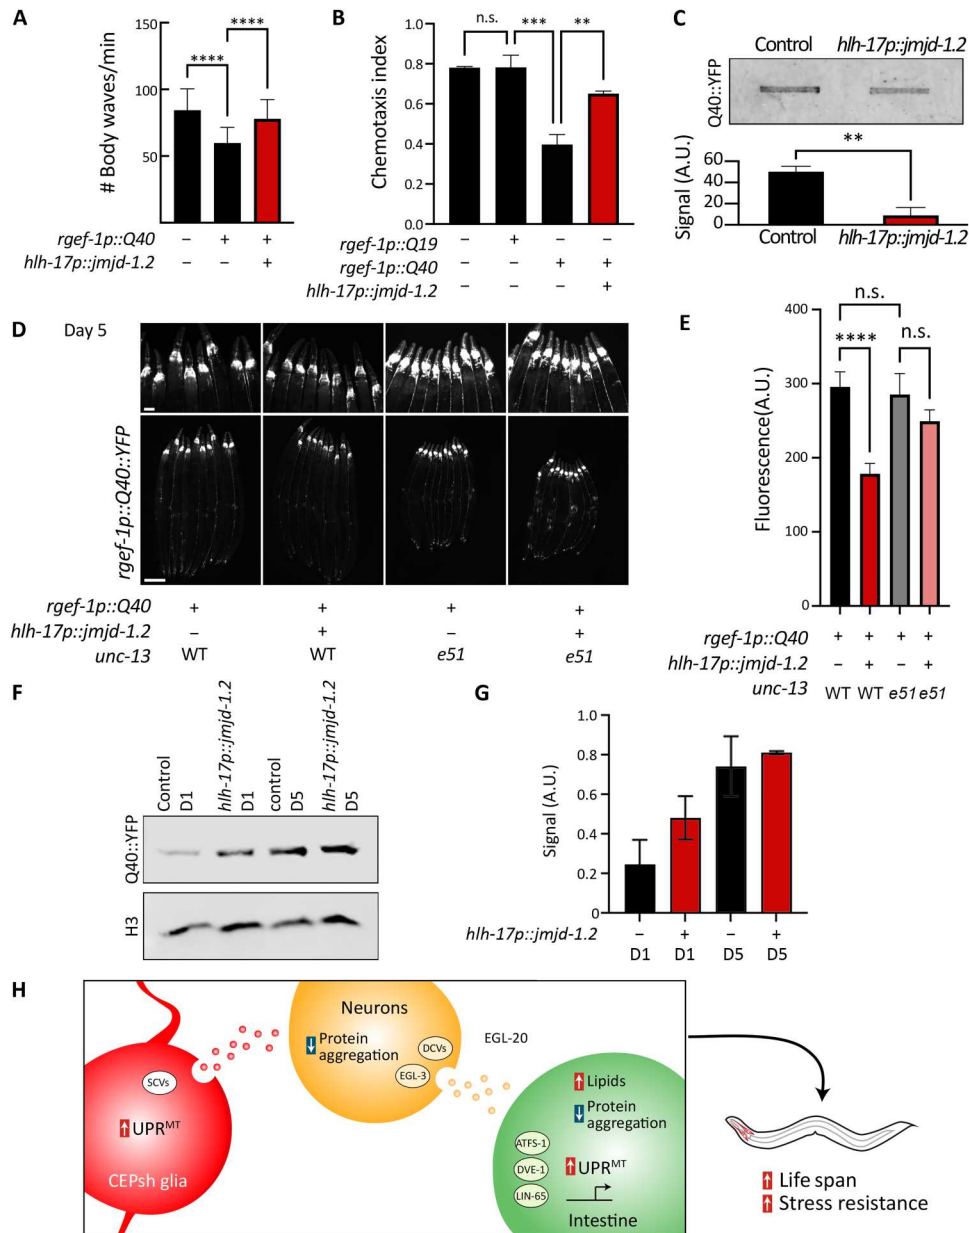 A
# Body waves/min
150
100
50
****
****
rgef-1p::Q40 – + +
hlh-17p::jmjd-1.2 – – +
B
Chemotaxis index
1.0
0.8
0.6
0.4
0.2
0.0
n.s.
***
**
rgef-1p::Q19 – + – –
rgef-1p::Q40 – – + +
hlh-17p::jmjd-1.2 – – – +
C
Control hlh-17p::jmjd-1.2
Q40::YFP
Signal (A.U.)
60
40
20
0
**
Control hlh-17p::jmjd-1.2
D
Day 5
rgef-1p::Q40::YFP
rgef-1p::Q40 + + + +
hlh-17p::jmjd-1.2 – + – +
unc-13 WT WT e51 e51
E
Fluorescence(A.U.)
400
300
200
100
0
n.s.
****
n.s.
rgef-1p::Q40 + + + +
hlh-17p::jmjd-1.2 – + – +
unc-13 WT WT e51 e51
F
Control D1
hlh-17p::jmjd-1.2 D1
control D5
hlh-17p::jmjd-1.2 D5
Q40::YFP
H3
G
Signal (A.U.)
1.0
0.8
0.6
0.4
0.2
0
hlh-17p::jmjd-1.2 – + – +
D1 D1 D5 D5
H
SCVs
UPRMT
CEPsh glia
Neurons
Protein
aggregation
DCVs
EGL-3
EGL-20
Lipids
Protein
aggregation
ATFS-1
DVE-1
LIN-65
UPRMT
Intestine
Life span
Stress resistance